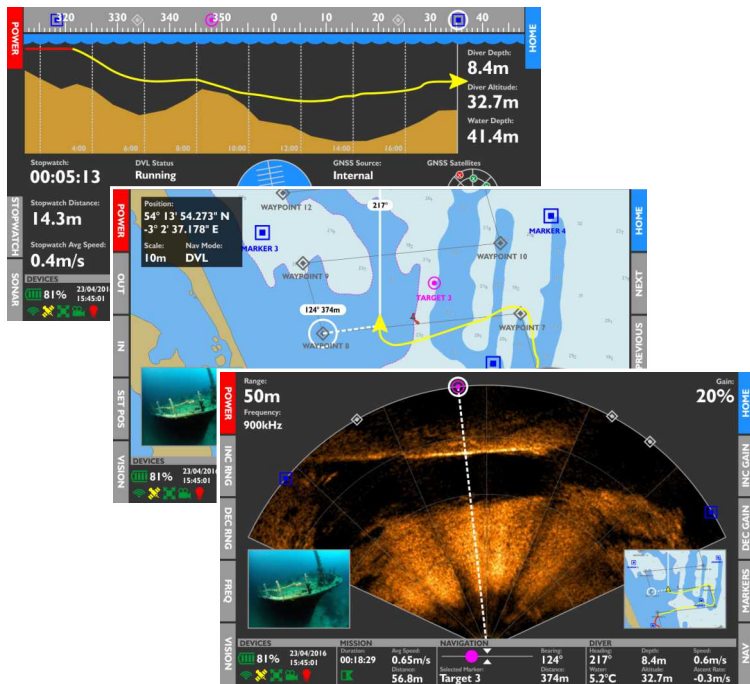 POWER
320
330
340
350
0
10
20
30
40
HOME
Diver Depth:
8.4m
Diver Altitude:
32.7m
Water Depth:
41.4m
4:00
6:00
8:00
10:00
12:00
14:00
16:00
Stopwatch:
00:05:13
DVL Status
Running
GNSS Source:
Internal
GNSS Satellites
Stopwatch Distance:
14.3m
Stopwatch Avg Speed:
0.4m/s
STOPWATCH
SONAR
DEVICES
81%
23/04/2016
15:45:01
POWER
OUT
IN
SET POS
VISION
Position:
54° 13' 54.273" N
-3° 2' 37.178" E
Scale:
10m
Nav Mode:
DVL
WAYPOINT 12
217°
MARKER 3
MARKER 4
WAYPOINT 9
WAYPOINT 10
TARGET 3
124° 374m
WAYPOINT 8
WAYPOINT 7
HOME
NEXT
PREVIOUS
DEVICES
81%
23/04/2016
15:45:01
POWER
INC RNG
DEC RNG
FREQ
VISION
Range:
50m
Frequency:
900kHz
Gain:
20%
HOME
INC GAIN
DEC GAIN
MARKERS
NAV
DEVICES
81%
23/04/2016
15:45:01
MISSION
Duration:
00:18:29
Avg Speed:
0.65m/s
Distance:
56.8m
NAVIGATION
Selected Marker:
Target 3
Bearing:
124°
Distance:
374m
DIVER
Heading:
217°
Depth:
8.4m
Speed:
0.6m/s
Water:
5.2°C
Altitude:
32.7m
Ascent Rate:
-0.3m/s